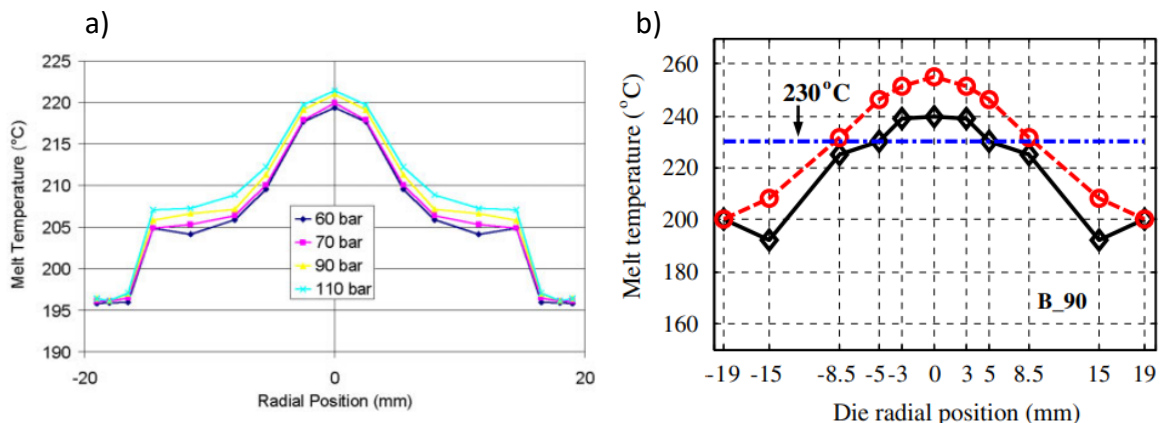 a)
Melt Temperature (°C)
225
220
215
210
205
200
195
190
-20
0
20
Radial Position (mm)
60 bar
70 bar
90 bar
110 bar
b)
Melt temperature (°C)
260
240
220
200
180
160
230°C
B_90
-19 -15 -8.5 -5 -3 0 3 5 8.5 15 19
Die radial position (mm)